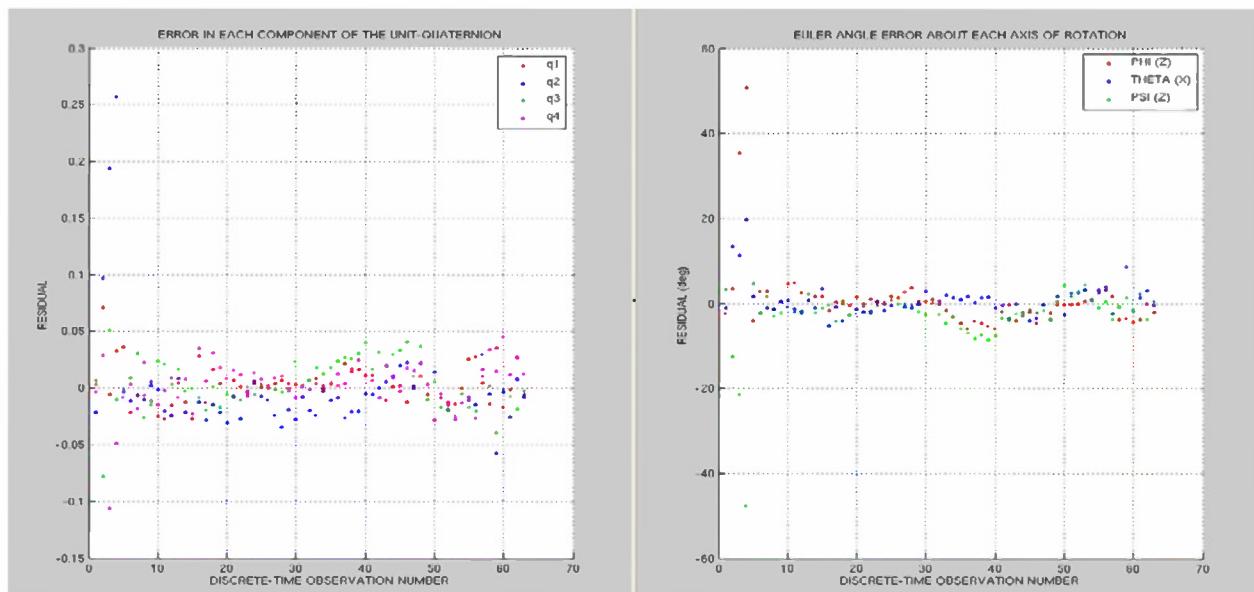 ERROR IN EACH COMPONENT OF THE UNIT-QUATERNION
0.3
0.25
0.2
0.15
0.1
0.05
0
-0.05
-0.1
-0.15
RESIDUAL
q1
q2
q3
q4
0 10 20 30 40 50 60 70
DISCRETE-TIME OBSERVATION NUMBER
EULER ANGLE ERROR ABOUT EACH AXIS OF ROTATION
60
40
20
0
-20
-40
-60
RESIDUAL (deg)
PHI (Z)
THETA (X)
PSI (Z)
0 10 20 30 40 50 60 70
DISCRETE-TIME OBSERVATION NUMBER